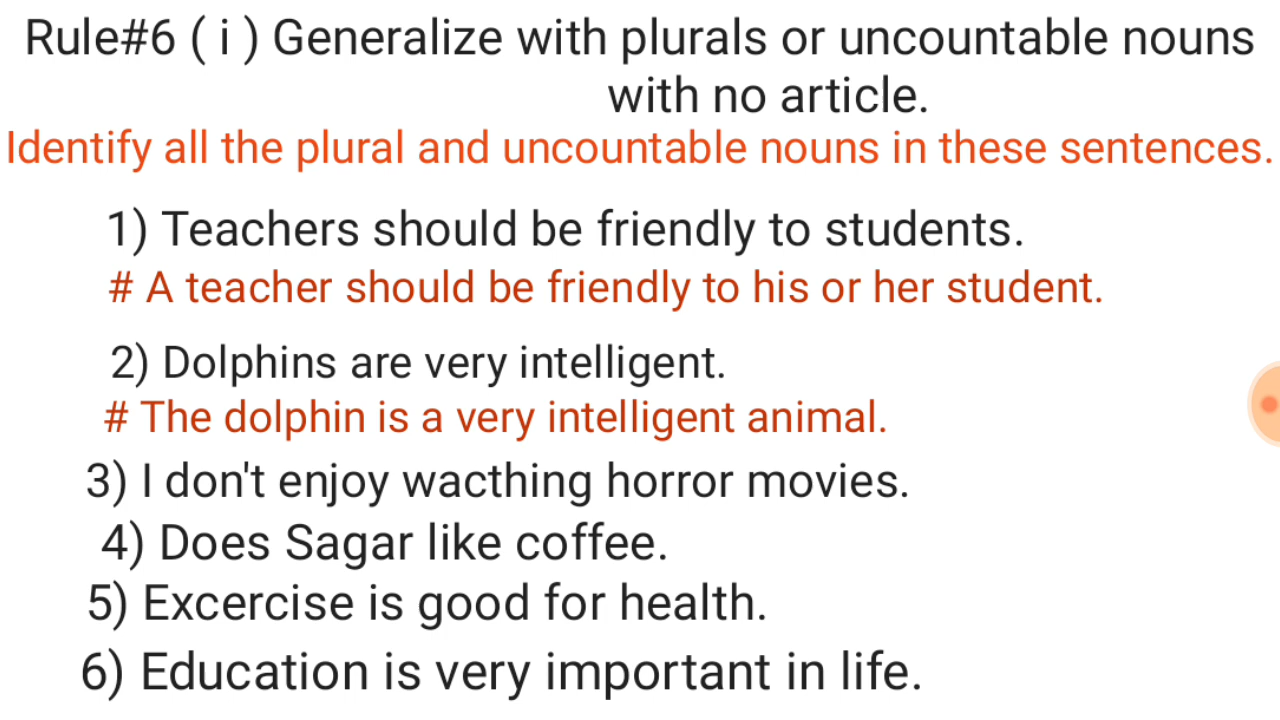 Rule#6 ( i ) Generalize with plurals or uncountable nouns
with no article.
Identify all the plural and uncountable nouns in these sentences.
1) Teachers should be friendly to students.
# A teacher should be friendly to his or her student.
2) Dolphins are very intelligent.
# The dolphin is a very intelligent animal.
3) I don't enjoy wacthing horror movies.
4) Does Sagar like coffee.
5) Excercise is good for health.
6) Education is very important in life.